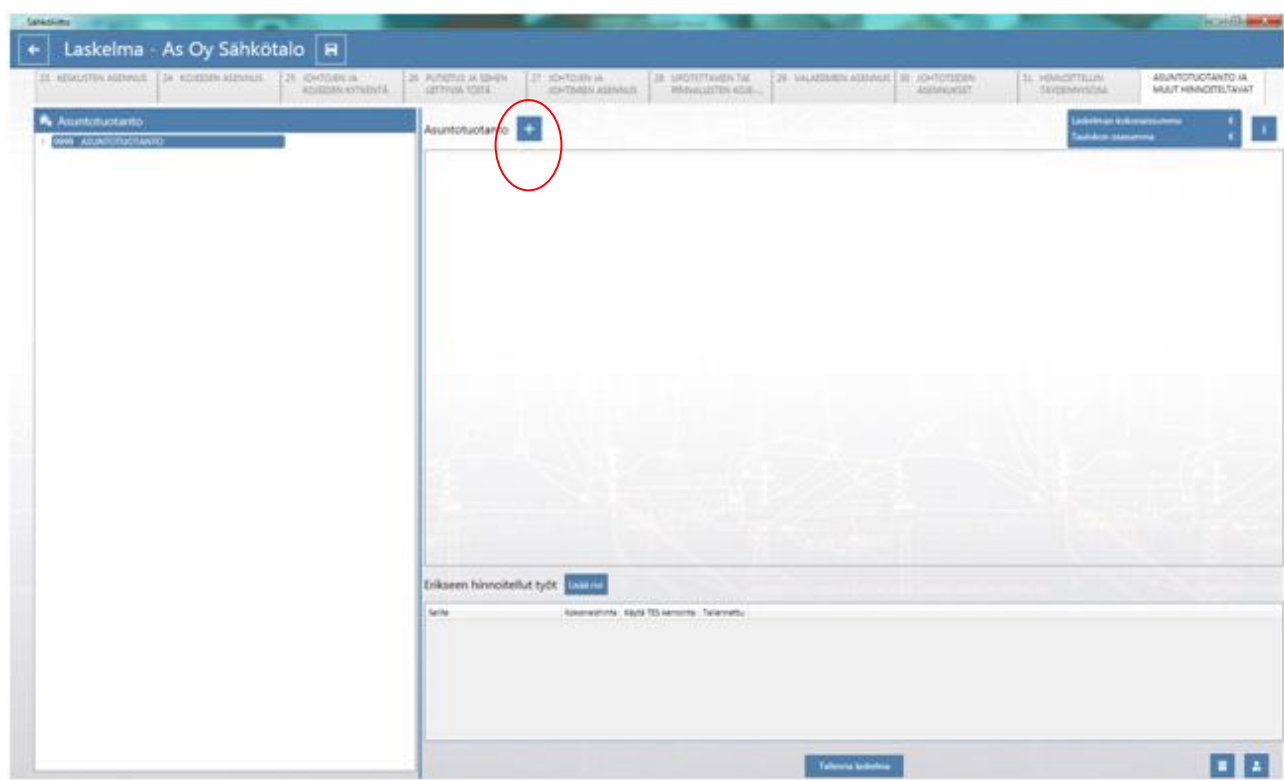 Sähköliitto
Laskelma - As Oy Sähkötalo
23 KESKUSTEN ASENNUS
24 KOJEIDEN ASENNUS
25 JOHTOJEN JA
KOJEIDEN KYTKENTÄ
26 PUTKITUS JA SIIHEN
LIITTYVIÄ TÖITÄ
27 JOHTOJEN JA
JOHTIMIEN ASENNUS
28 UPOTETTAVIEN TAI
PINNALLISTEN KOJE-...
29 VALAISIMIEN ASENNUS
30 JOHTOTEIDEN
ASENNUKSET
31 HINNOITTELUN
TÄYDENNYSOSA
ASUNTOTUOTANTO JA
MUUT HINNOITELTAVAT
Asuntotuotanto
9999 ASUNTOTUOTANTO
Asuntotuotanto +
Laskelman kokonaissumma €
Taulukon osasumma €
i
Erikseen hinnoitellut työt Lisää rivi
Selite Kokonaishinta Käytä TES kerrointa Tallennettu
Tallenna laskelma